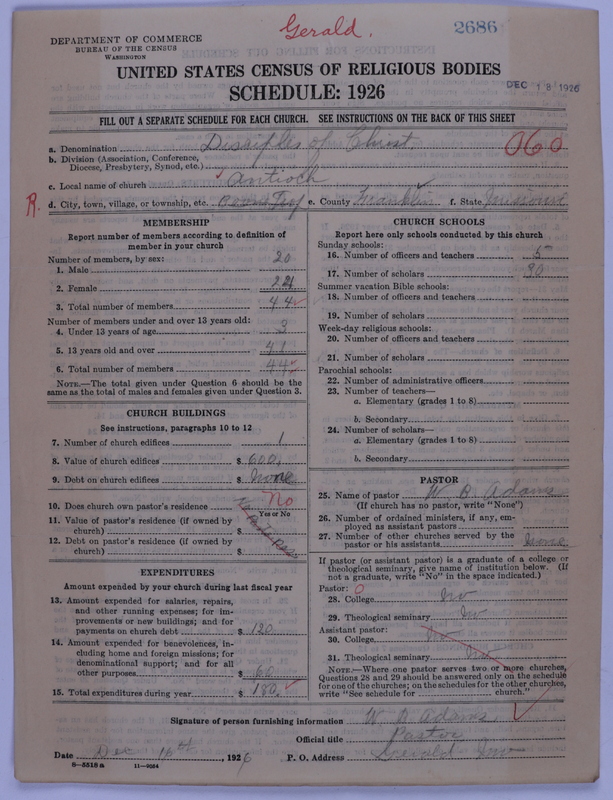 Gerald.
2686
DEPARTMENT OF COMMERCE
BUREAU OF THE CENSUS
WASHINGTON
UNITED STATES CENSUS OF RELIGIOUS BODIES
DEC 18 1926
SCHEDULE: 1926
FILL OUT A SEPARATE SCHEDULE FOR EACH CHURCH. SEE INSTRUCTIONS ON THE BACK OF THIS SHEET
a. Denomination Disciples of Christ. 060
b. Division (Association, Conference,
Diocese, Presbytery, Synod, etc.)
c. Local name of church Antioch
R. d. City, town, village, or township, etc. e. County Franklin f. State Missouri
MEMBERSHIP
Report number of members according to definition of
member in your church
Number of members, by sex:
1. Male 20
2. Female 24
3. Total number of members 44
Number of members under and over 13 years old:
4. Under 13 years of age 3
5. 13 years old and over 41
6. Total number of members 44
NOTE.—The total given under Question 6 should be the
same as the total of males and females given under Question 3.
CHURCH BUILDINGS
See instructions, paragraphs 10 to 12
7. Number of church edifices 1
8. Value of church edifices $ 600.
9. Debt on church edifices $ None
10. Does church own pastor's residence No
Yes or No
11. Value of pastor's residence (if owned by
church) $
12. Debt on pastor's residence (if owned by
church) $
EXPENDITURES
Amount expended by your church during last fiscal year
13. Amount expended for salaries, repairs,
and other running expenses; for im-
provements or new buildings; and for
payments on church debt $ 120
14. Amount expended for benevolences, in-
cluding home and foreign missions; for
denominational support; and for all
other purposes $ 60
15. Total expenditures during year $ 180.
CHURCH SCHOOLS
Report here only schools conducted by this church
Sunday schools:
16. Number of officers and teachers 5
17. Number of scholars 30
Summer vacation Bible schools:
18. Number of officers and teachers
19. Number of scholars
Week-day religious schools:
20. Number of officers and teachers
21. Number of scholars
Parochial schools:
22. Number of administrative officers
23. Number of teachers—
a. Elementary (grades 1 to 8)
b. Secondary
24. Number of scholars—
a. Elementary (grades 1 to 8)
b. Secondary
PASTOR
25. Name of pastor W. B. Adams
(If church has no pastor, write "None")
26. Number of ordained ministers, if any, em-
ployed as assistant pastors
27. Number of other churches served by the
pastor or his assistants None
If pastor (or assistant pastor) is a graduate of a college or
theological seminary, give name of institution below. (If
not a graduate, write "No" in the space indicated.)
Pastor: 0
28. College No
29. Theological seminary No
Assistant pastor:
30. College No
31. Theological seminary No
NOTE.—Where one pastor serves two or more churches,
Questions 28 and 29 should be answered only on the schedule
for one of the churches; on the schedules for the other churches,
write "See schedule for church."
Signature of person furnishing information W. B. Adams
Official title Pastor
Date Dec 16th, 1926 P. O. Address Gerald Mo
8—5518 a 11—9264